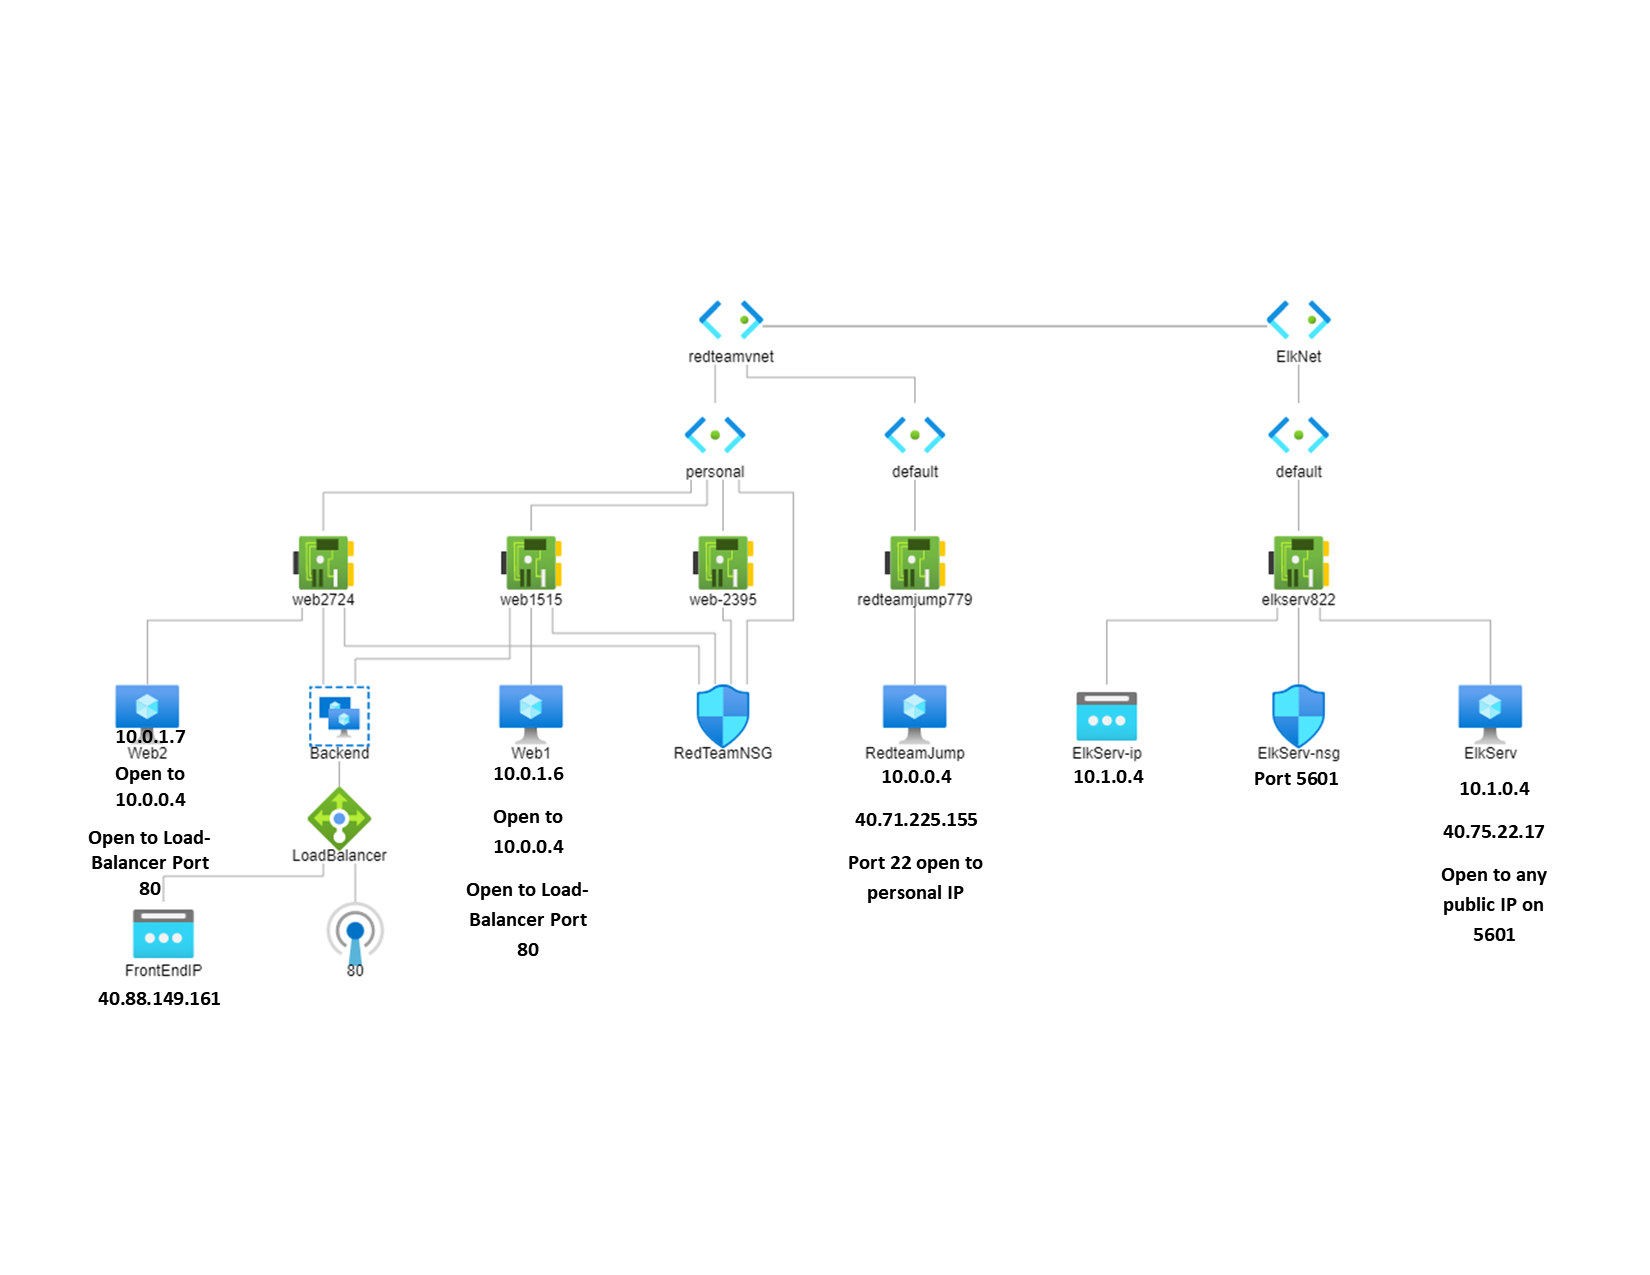 redteamvnet
ElkNet
personal
default
default
web2724
web1515
web-2395
redteamjump779
elkserv822
10.0.1.7
Web2
Open to
10.0.0.4
Open to Load-
Balancer Port
80
Backend
LoadBalancer
FrontEndIP
40.88.149.161
80
Web1
10.0.1.6
Open to
10.0.0.4
Open to Load-
Balancer Port
80
RedTeamNSG
RedteamJump
10.0.0.4
40.71.225.155
Port 22 open to
personal IP
ElkServ-ip
10.1.0.4
ElkServ-nsg
Port 5601
ElkServ
10.1.0.4
40.75.22.17
Open to any
public IP on
5601